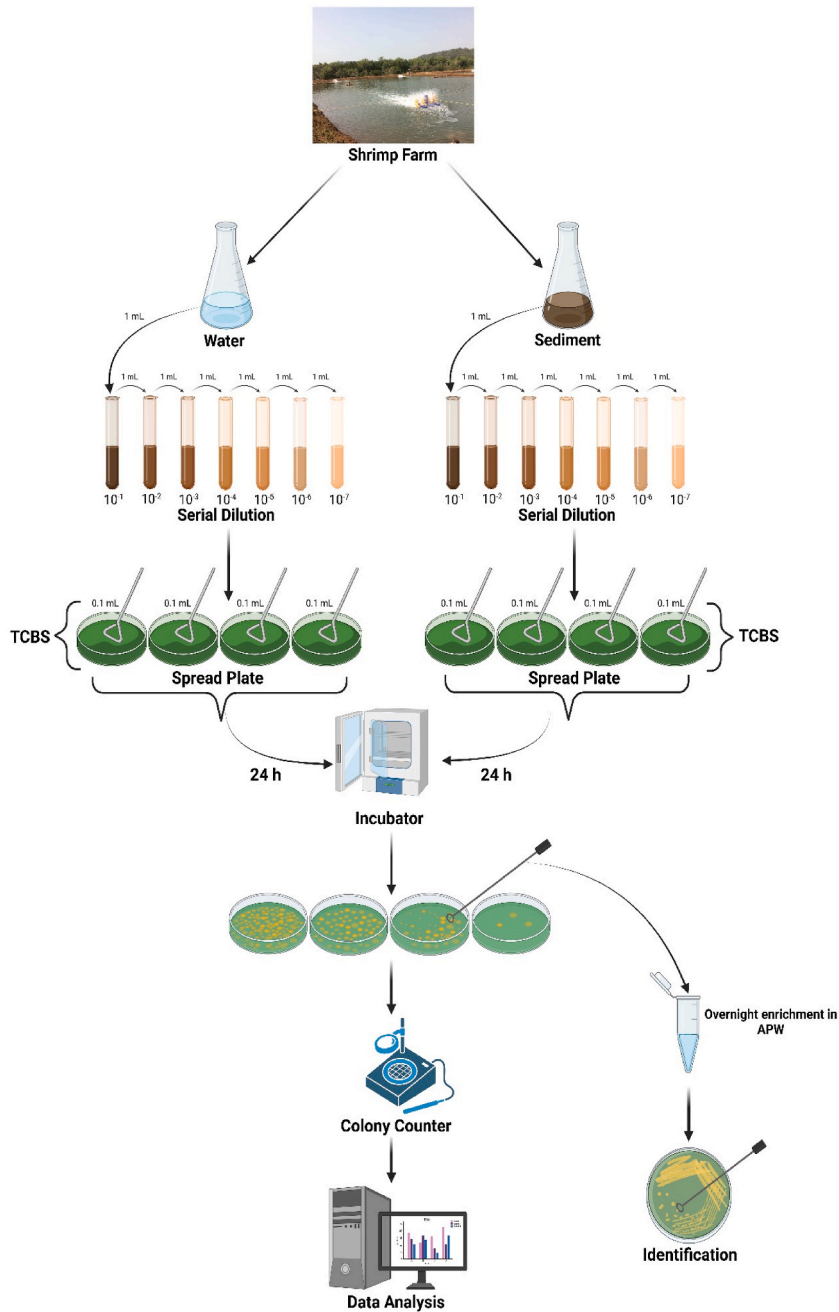 Shrimp Farm
Water
Sediment
1 mL
1 mL
1 mL 1 mL 1 mL 1 mL 1 mL 1 mL
1 mL 1 mL 1 mL 1 mL 1 mL 1 mL
10⁻¹ 10⁻² 10⁻³ 10⁻⁴ 10⁻⁵ 10⁻⁶ 10⁻⁷
10⁻¹ 10⁻² 10⁻³ 10⁻⁴ 10⁻⁵ 10⁻⁶ 10⁻⁷
Serial Dilution
Serial Dilution
0.1 mL 0.1 mL 0.1 mL 0.1 mL
0.1 mL 0.1 mL 0.1 mL 0.1 mL
TCBS
TCBS
Spread Plate
Spread Plate
24 h
24 h
Incubator
Overnight enrichment in
APW
Colony Counter
Identification
Data Analysis